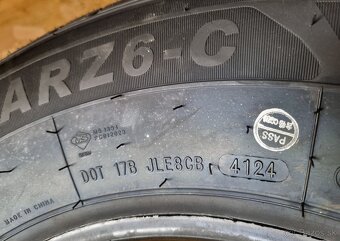 ARZ6-C
PASS
DOT 17B JLE8CB 4124
MADE IN CHINA